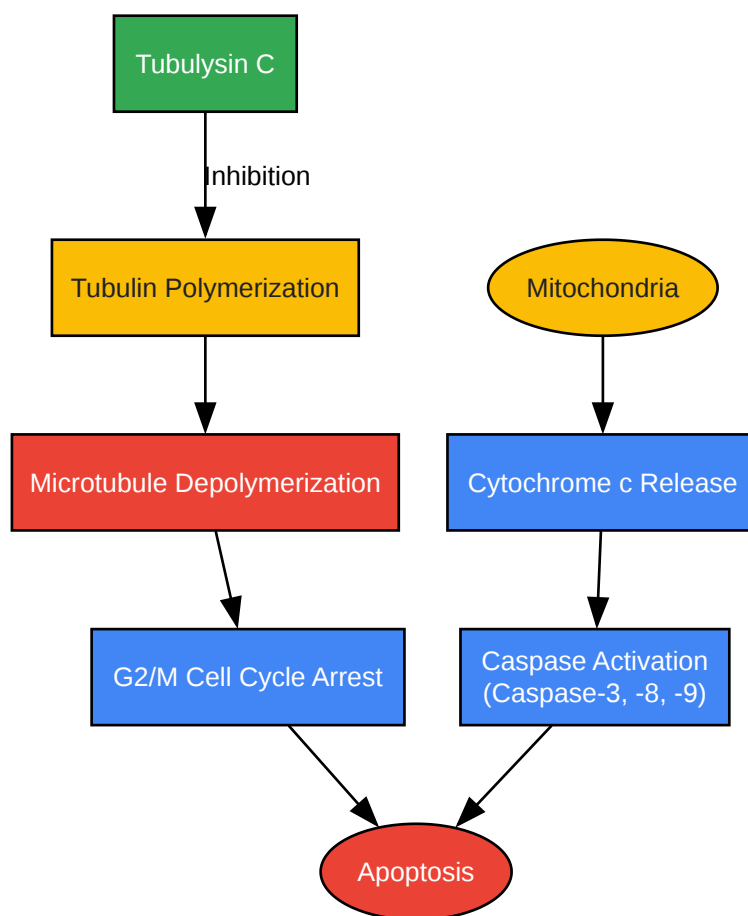 Tubulysin C
Inhibition
Tubulin Polymerization
Mitochondria
Microtubule Depolymerization
Cytochrome c Release
G2/M Cell Cycle Arrest
Caspase Activation
(Caspase-3, -8, -9)
Apoptosis